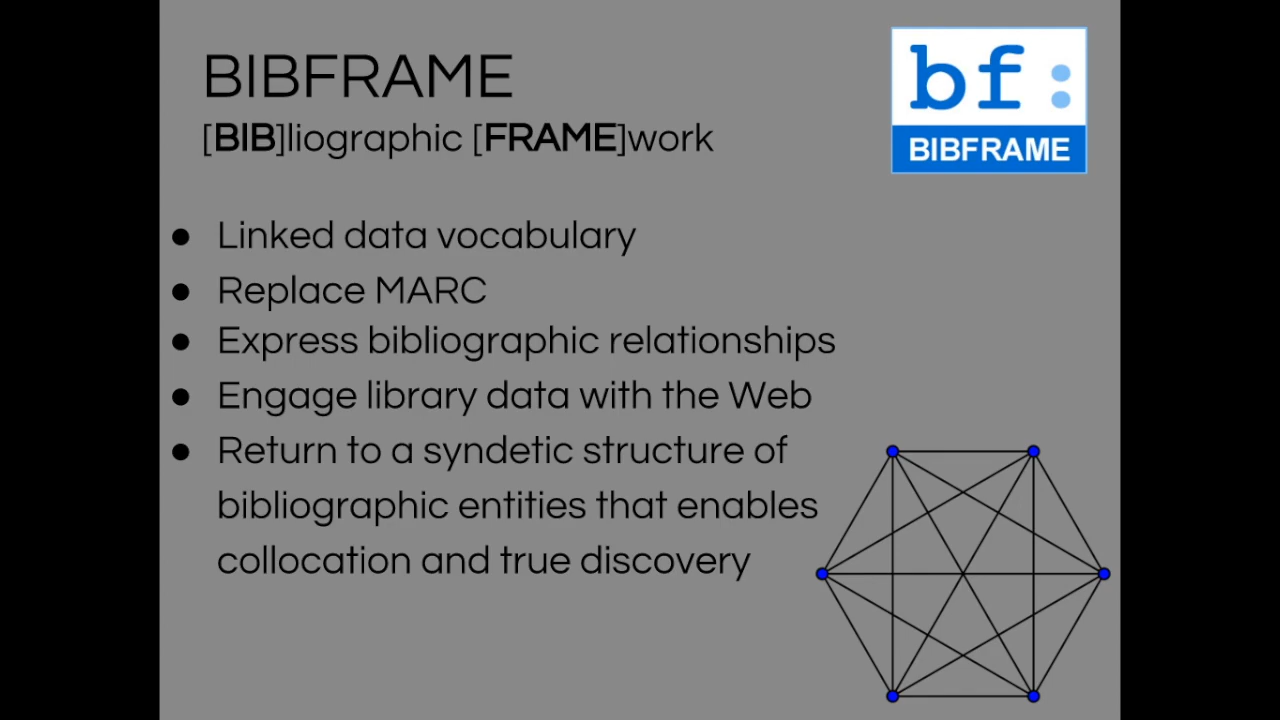 BIBFRAME
[BIB]liographic [FRAME]work
bf:
BIBFRAME
● Linked data vocabulary
● Replace MARC
● Express bibliographic relationships
● Engage library data with the Web
● Return to a syndetic structure of
bibliographic entities that enables
collocation and true discovery